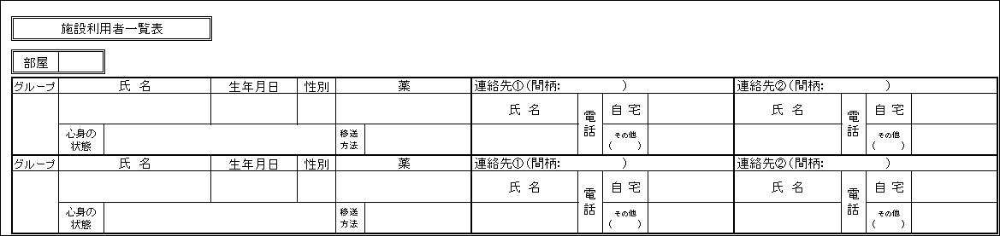 施設利用者一覧表
部屋
グループ 氏 名 生年月日 性別 薬 連絡先①(間柄: ) 連絡先②(間柄: )
氏 名 電話 自 宅 氏 名 電話 自 宅
心身の状態 移送方法 その他( ) その他( )
グループ 氏 名 生年月日 性別 薬 連絡先①(間柄: ) 連絡先②(間柄: )
氏 名 電話 自 宅 氏 名 電話 自 宅
心身の状態 移送方法 その他( ) その他( )